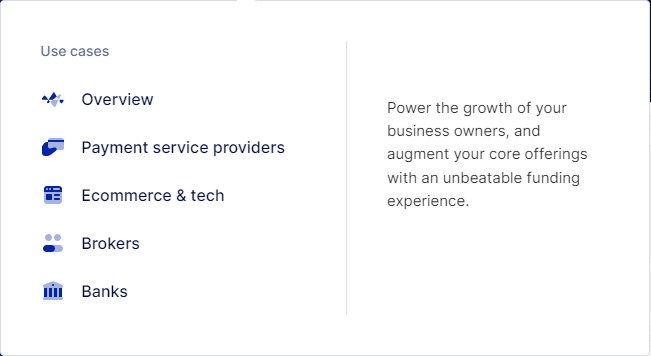 Use cases
Overview
Payment service providers
Ecommerce & tech
Brokers
Banks
Power the growth of your
business owners, and
augment your core offerings
with an unbeatable funding
experience.